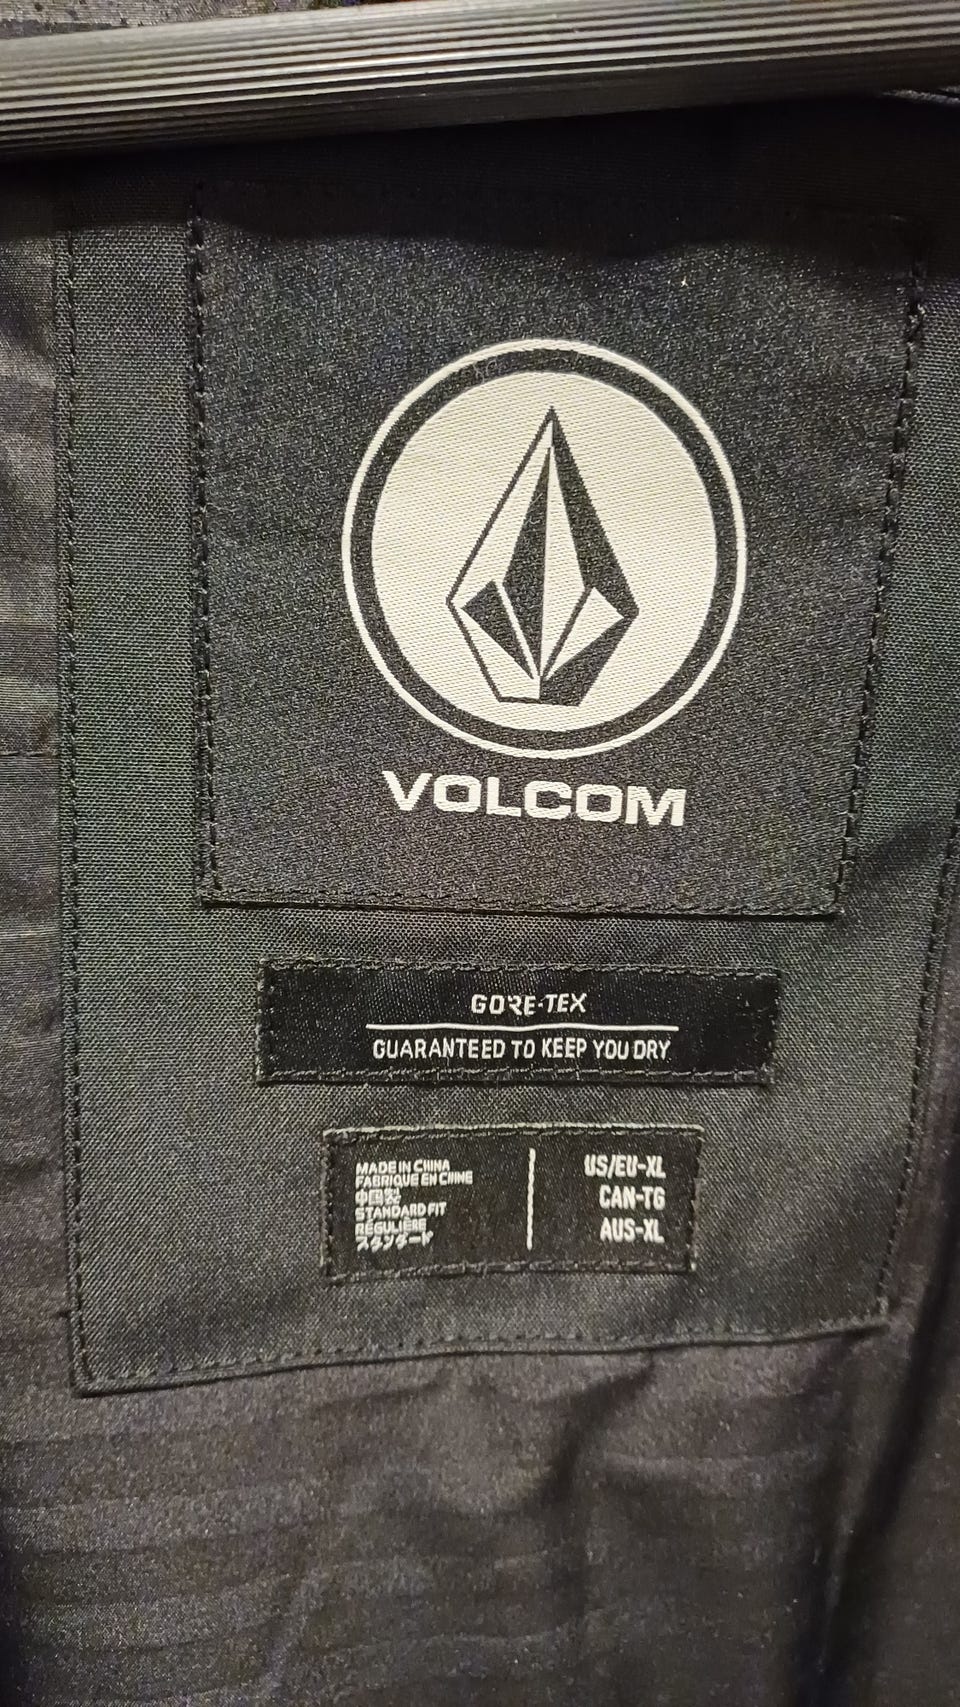 VOLCOM
GORE-TEX
GUARANTEED TO KEEP YOU DRY
MADE IN CHINA
FABRIQUE EN CHINE
中国製
STANDARD FIT
RÉGULIÈRE
スタンダード
US/EU-XL
CAN-TG
AUS-XL